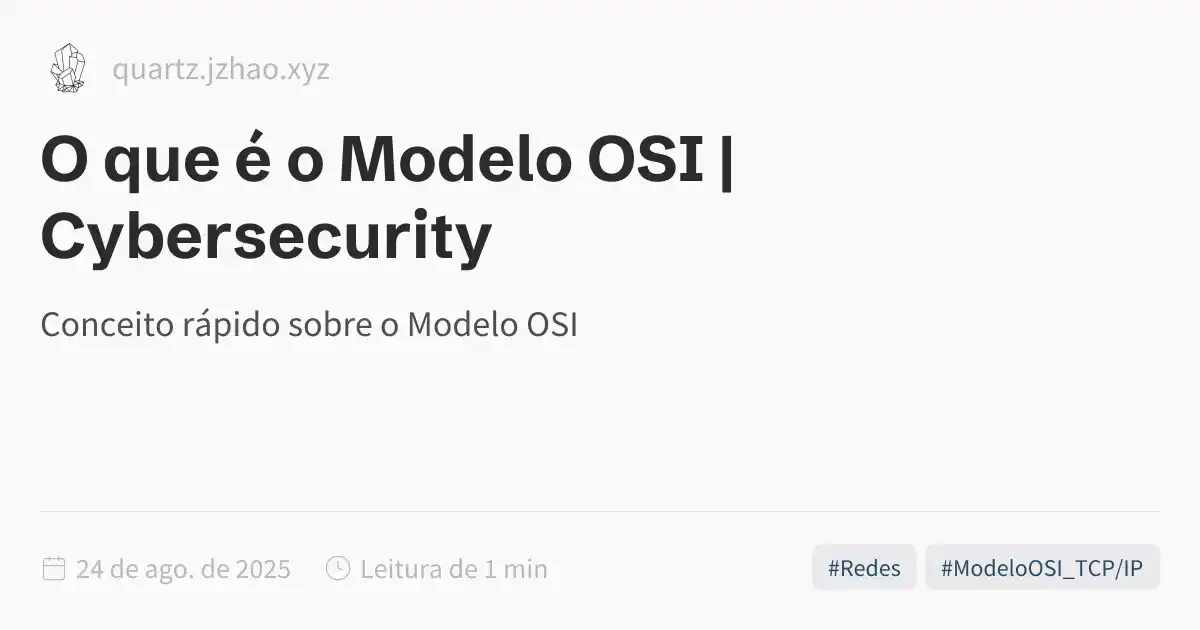 quartz.jzhao.xyz
O que é o Modelo OSI |
Cybersecurity
Conceito rápido sobre o Modelo OSI
24 de ago. de 2025 Leitura de 1 min #Redes #ModeloOSI_TCP/IP